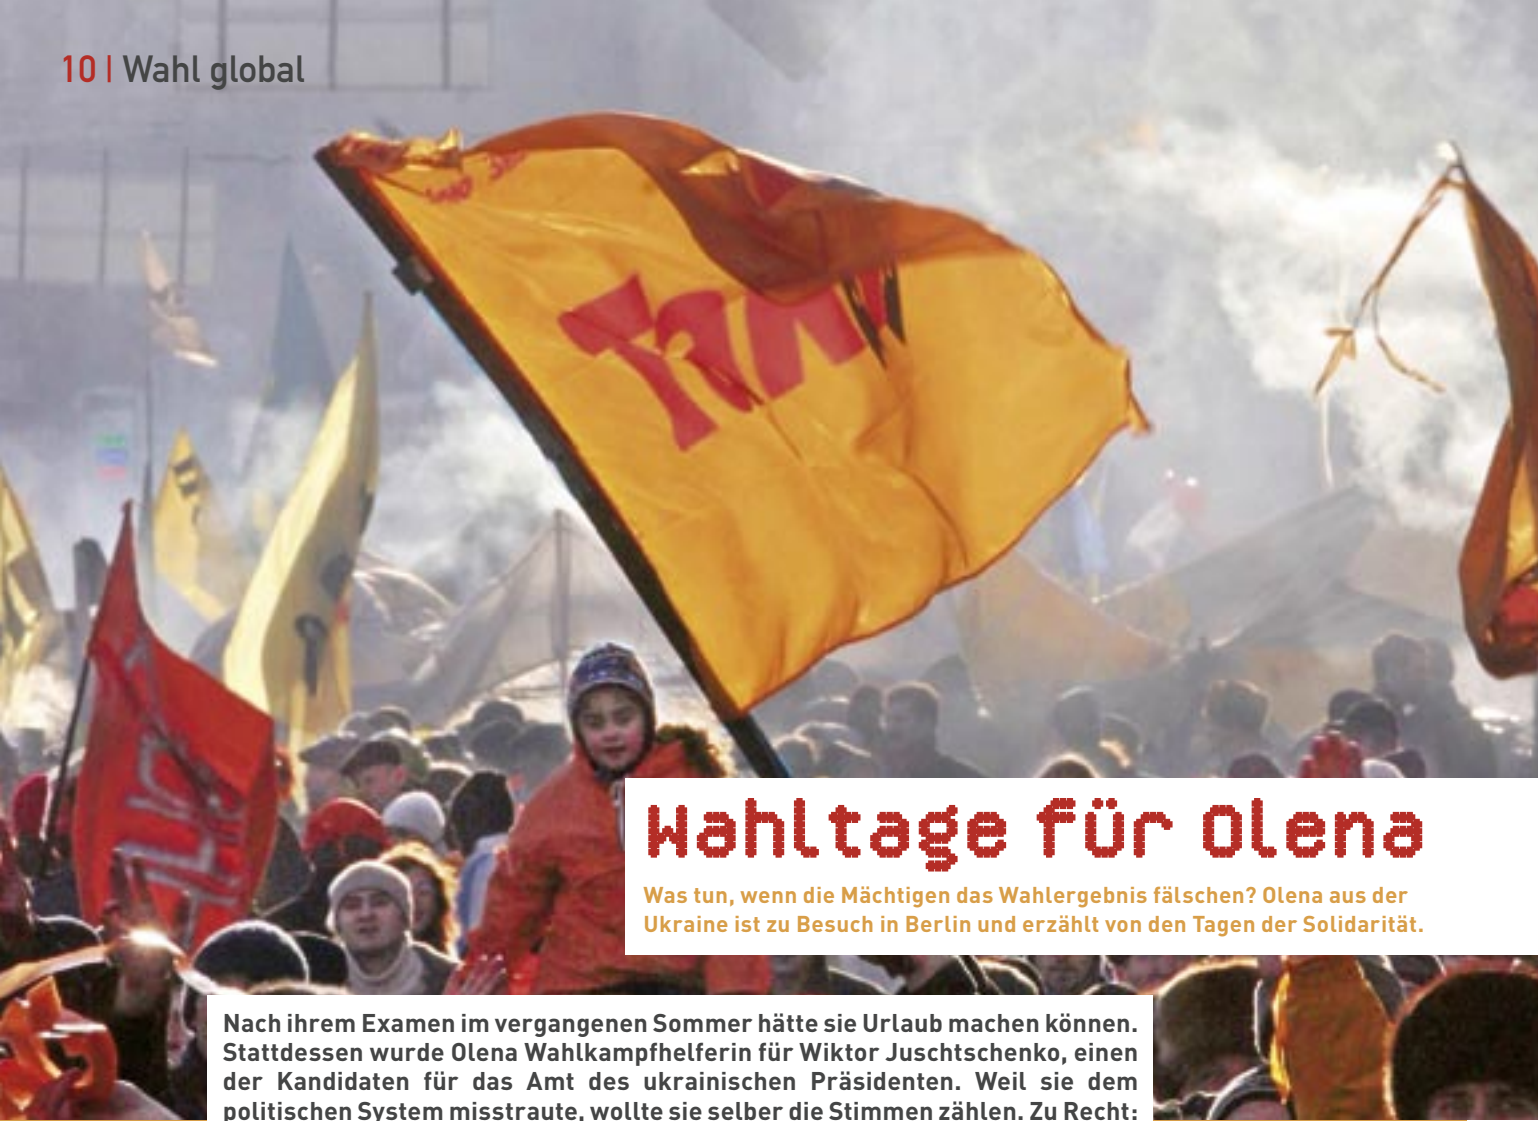 10 | Wahl global
ТАК
Wahltage für Olena
Was tun, wenn die Mächtigen das Wahlergebnis fälschen? Olena aus der
Ukraine ist zu Besuch in Berlin und erzählt von den Tagen der Solidarität.
Nach ihrem Examen im vergangenen Sommer hätte sie Urlaub machen können.
Stattdessen wurde Olena Wahlkampfhelferin für Wiktor Juschtschenko, einen
der Kandidaten für das Amt des ukrainischen Präsidenten. Weil sie dem
politischen System misstraute, wollte sie selber die Stimmen zählen. Zu Recht: